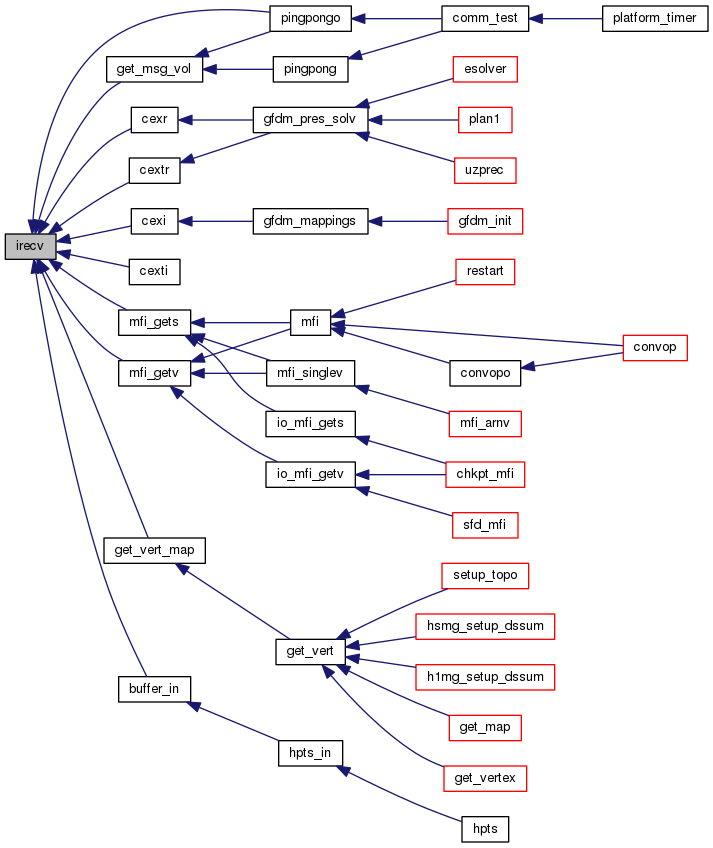 pingpongo
comm_test
platform_timer
get_msg_vol
pingpong
esolver
cexr
gfdm_pres_solv
plan1
cextr
uzprec
cexi
gfdm_mappings
gfdm_init
irecv
cexti
restart
mfi_gets
mfi
convop
mfi_getv
mfi_singlev
convopo
io_mfi_gets
mfi_arnv
io_mfi_getv
chkpt_mfi
sfd_mfi
get_vert_map
setup_topo
hsmg_setup_dssum
get_vert
h1mg_setup_dssum
buffer_in
get_map
hpts_in
get_vertex
hpts